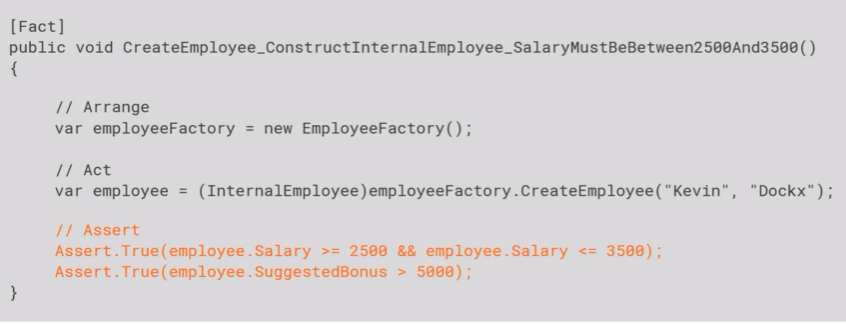 [Fact]
public void CreateEmployee_ConstructInternalEmployee_SalaryMustBeBetween2500And3500()
{
// Arrange
var employeeFactory = new EmployeeFactory();
// Act
var employee = (InternalEmployee)employeeFactory.CreateEmployee("Kevin", "Dockx");
// Assert
Assert.True(employee.Salary >= 2500 && employee.Salary <= 3500);
Assert.True(employee.SuggestedBonus > 5000);
}